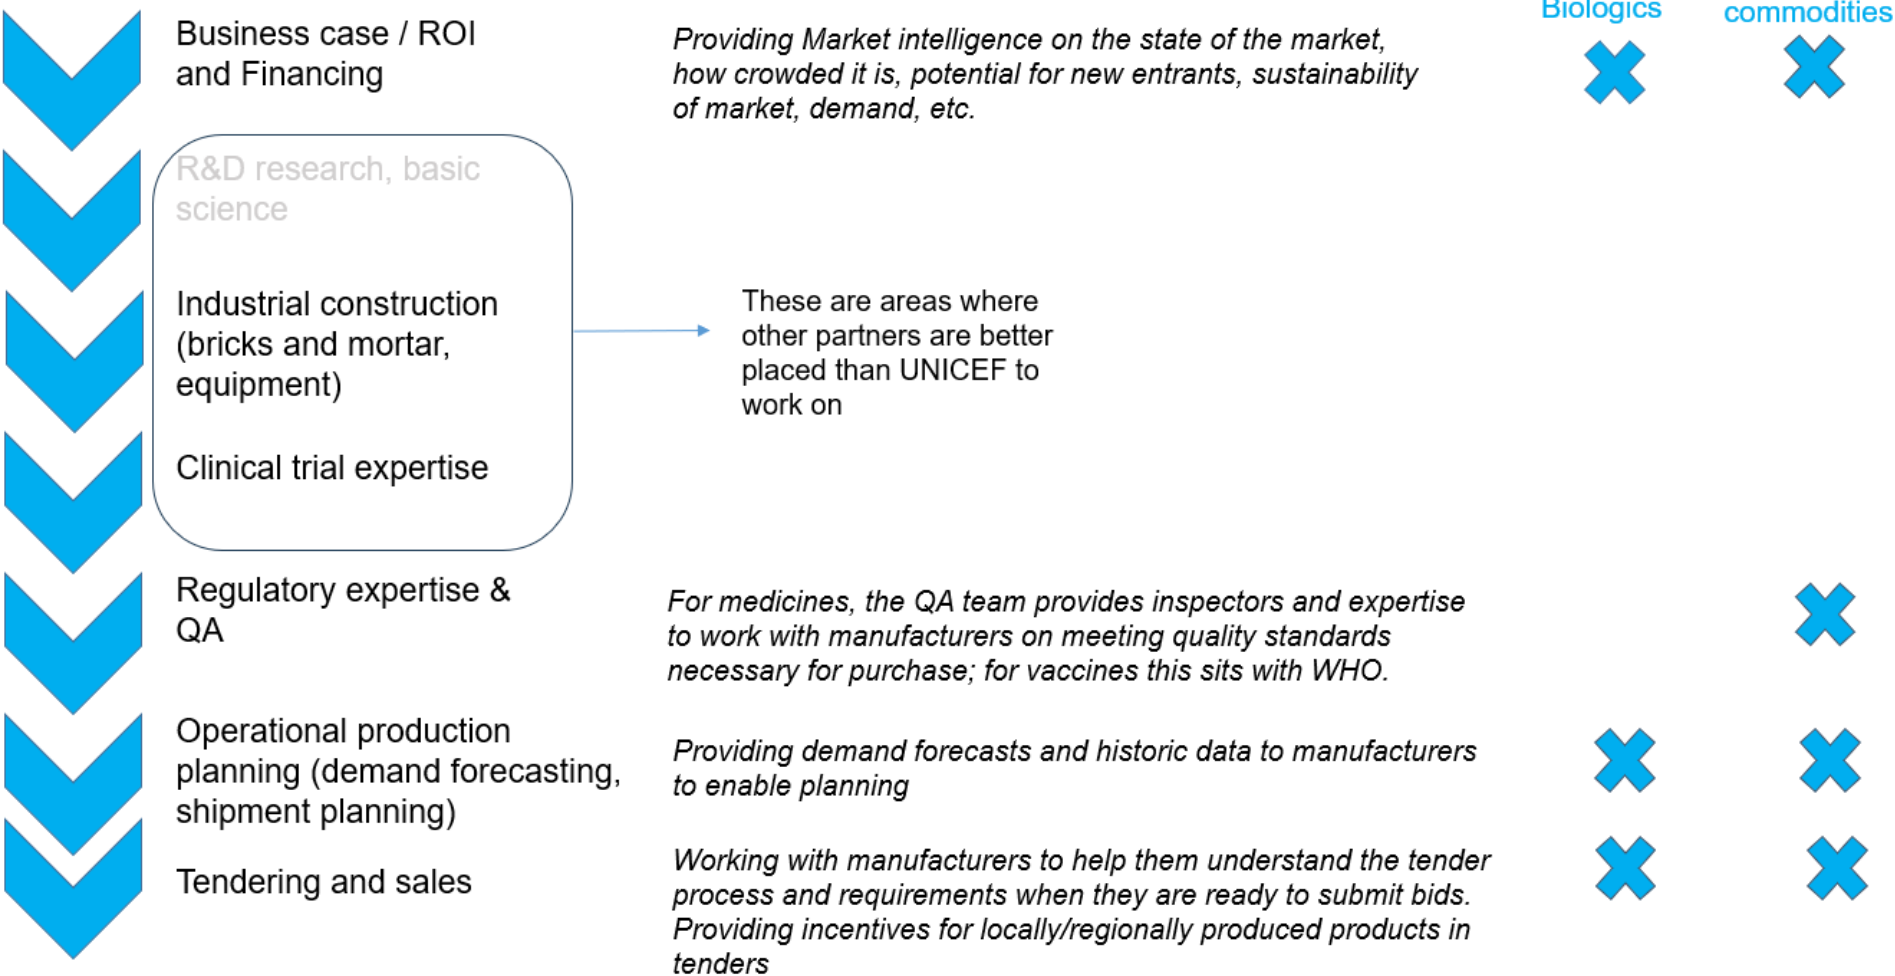 Biologics
commodities
Business case / ROI
and Financing
Providing Market intelligence on the state of the market,
how crowded it is, potential for new entrants, sustainability
of market, demand, etc.
R&D research, basic
science
Industrial construction
(bricks and mortar,
equipment)
Clinical trial expertise
These are areas where
other partners are better
placed than UNICEF to
work on
Regulatory expertise &
QA
For medicines, the QA team provides inspectors and expertise
to work with manufacturers on meeting quality standards
necessary for purchase; for vaccines this sits with WHO.
Operational production
planning (demand forecasting,
shipment planning)
Providing demand forecasts and historic data to manufacturers
to enable planning
Tendering and sales
Working with manufacturers to help them understand the tender
process and requirements when they are ready to submit bids.
Providing incentives for locally/regionally produced products in
tenders